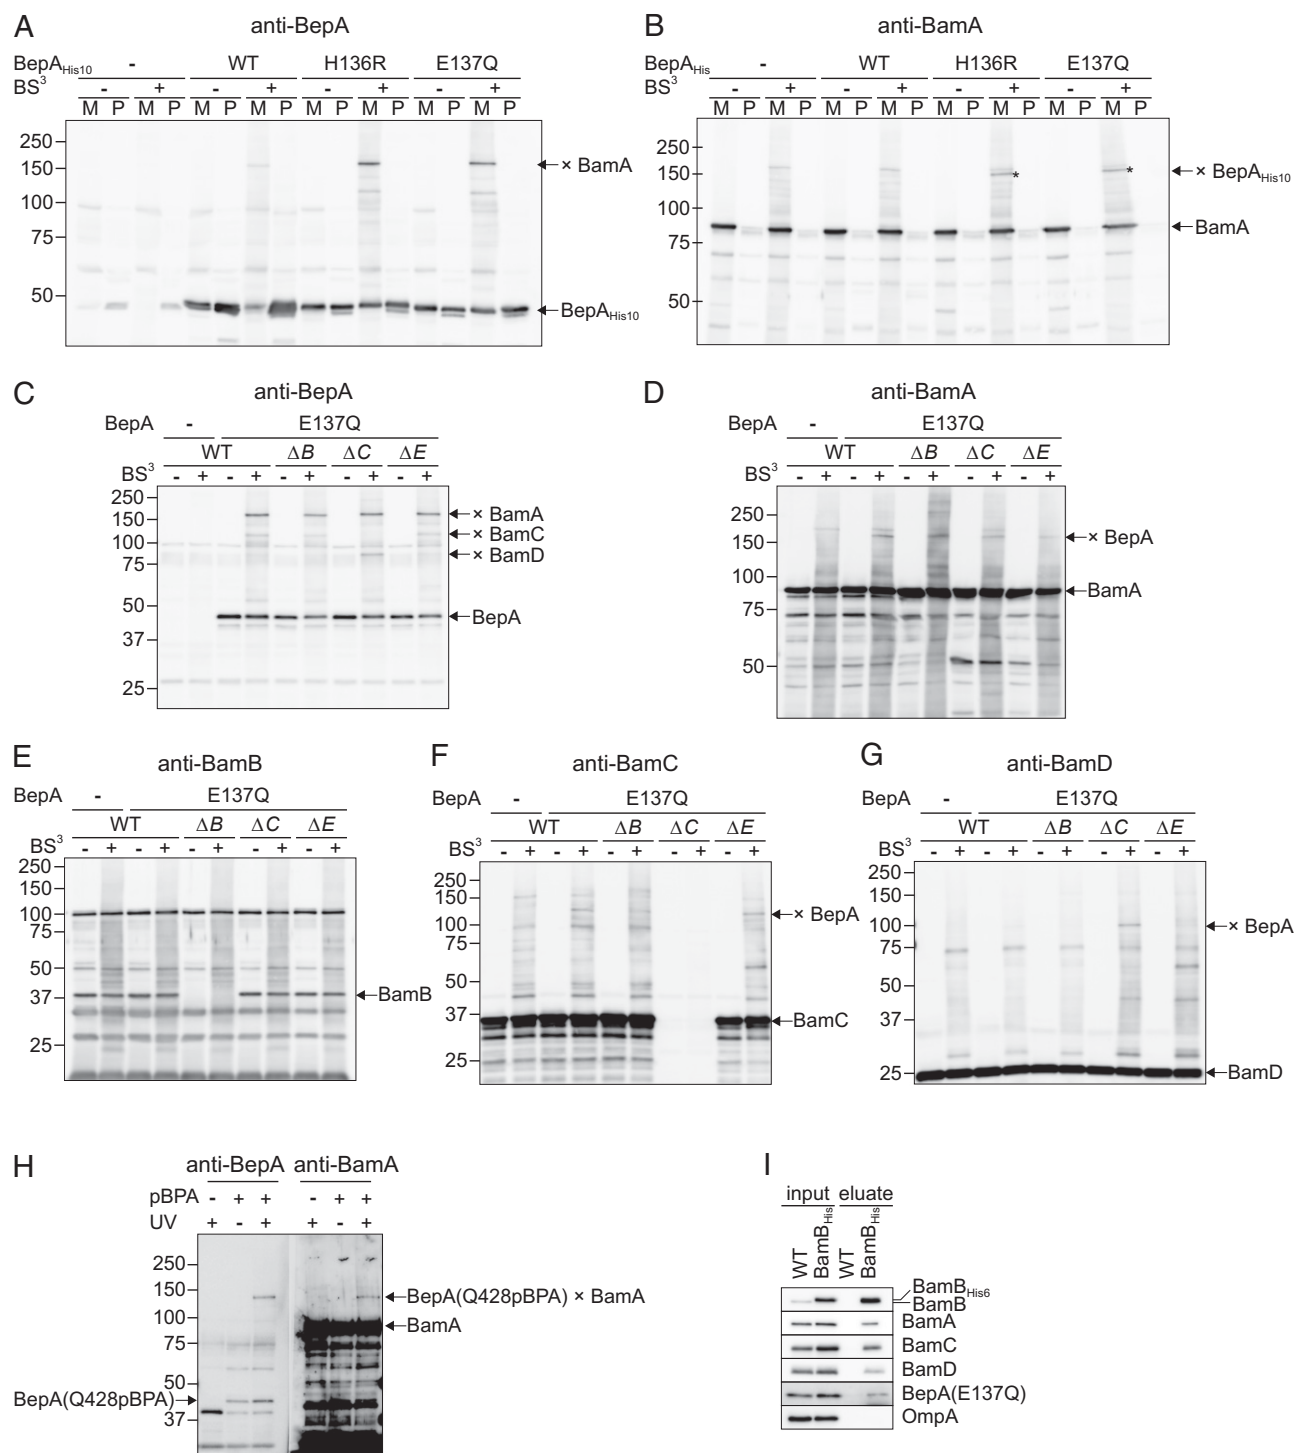 A
anti-BepA
BepAHis10 - WT H136R E137Q
BS3 - + - + - + - +
M P M P M P M P M P M P M P M P
250
150
100
75
50
× BamA
BepAHis10
B
anti-BamA
BepAHis - WT H136R E137Q
BS3 - + - + - + - +
M P M P M P M P M P M P M P M P
250
150
100
75
50
* *
× BepAHis10
BamA
C
anti-BepA
BepA - E137Q
WT ΔB ΔC ΔE
BS3 - + - + - + - + - +
250
150
100
75
50
37
25
× BamA
× BamC
× BamD
BepA
D
anti-BamA
BepA - E137Q
WT ΔB ΔC ΔE
BS3 - + - + - + - + - +
250
150
100
75
50
× BepA
BamA
E
anti-BamB
BepA - E137Q
WT ΔB ΔC ΔE
BS3 - + - + - + - + - +
250
150
100
75
50
37
25
BamB
F
anti-BamC
BepA - E137Q
WT ΔB ΔC ΔE
BS3 - + - + - + - + - +
250
150
100
75
50
37
25
× BepA
BamC
G
anti-BamD
BepA - E137Q
WT ΔB ΔC ΔE
BS3 - + - + - + - + - +
250
150
100
75
50
37
25
× BepA
BamD
H
anti-BepA anti-BamA
pBPA - + + - + +
UV + - + + - +
250
150
100
75
50
37
BepA(Q428pBPA)
BepA(Q428pBPA) × BamA
BamA
I
input eluate
WT BamBHis WT BamBHis
BamBHis6
BamB
BamA
BamC
BamD
BepA(E137Q)
OmpA